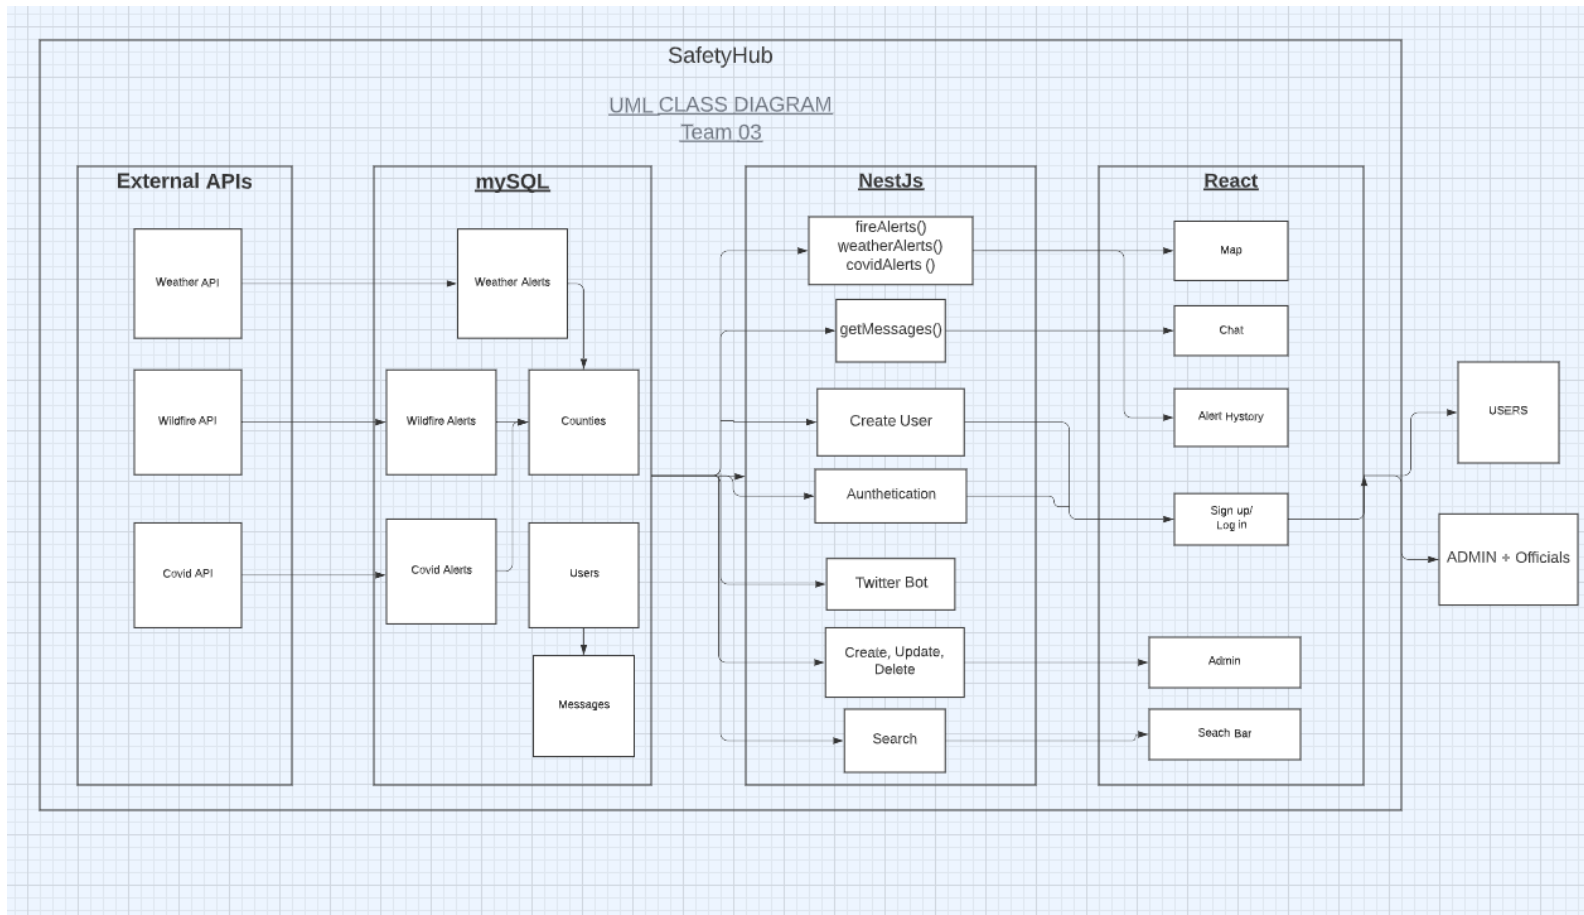 SafetyHub
UML CLASS DIAGRAM
Team 03
External APIs
Weather API
Wildfire API
Covid API
mySQL
Weather Alerts
Wildfire Alerts
Counties
Covid Alerts
Users
Messages
NestJs
fireAlerts()
weatherAlerts()
covidAlerts ()
getMessages()
Create User
Aunthetication
Twitter Bot
Create, Update,
Delete
Search
React
Map
Chat
Alert Hystory
Sign up/
Log in
Admin
Seach Bar
USERS
ADMIN + Officials